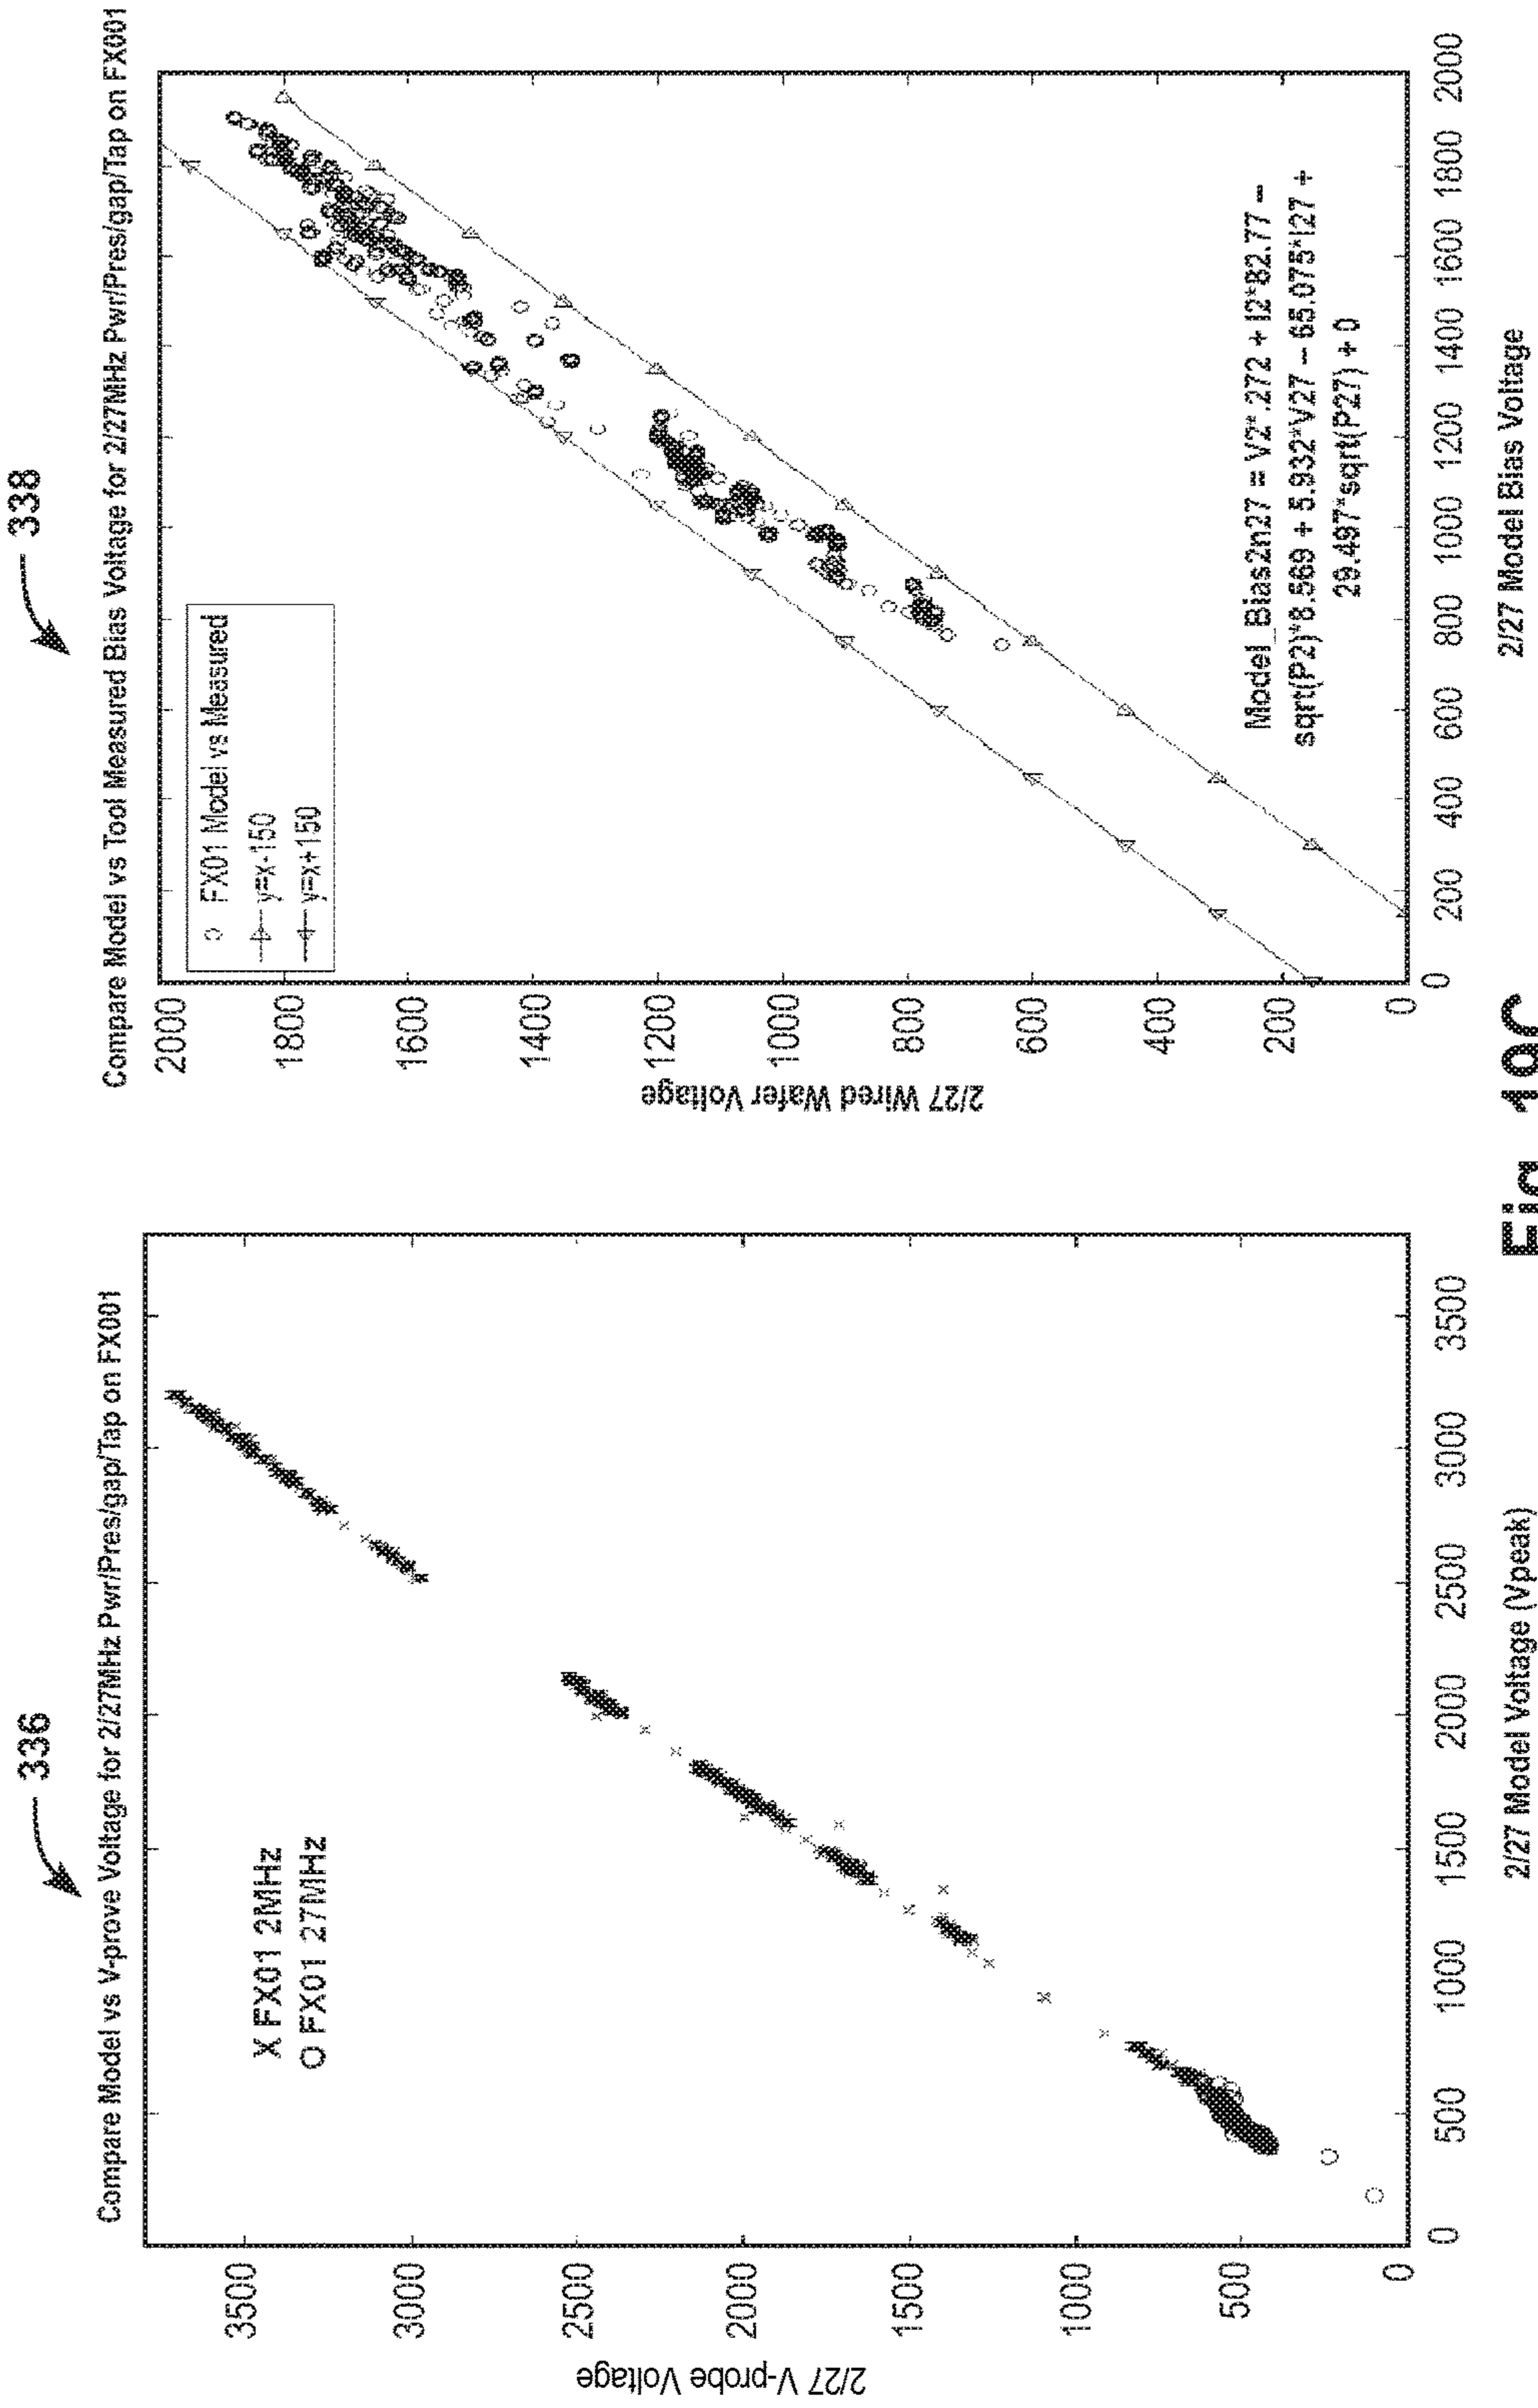 336
Compare Model vs V-prove Voltage for 2/27MHz Pwr/Pres/gap/Tap on FX001
X FX01 2MHz
O FX01 27MHz
2/27 V-probe Voltage
3500
3000
2500
2000
1500
1000
500
0
0
500
1000
1500
2000
2500
3000
3500
2/27 Model Voltage (Vpeak)
338
Compare Model vs Tool Measured Bias Voltage for 2/27MHz Pwr/Pres/gap/Tap on FX001
FX01 Model vs Measured
y=x-150
y=x+150
2/27 Wired Wafer Voltage
2000
1800
1600
1400
1200
1000
800
600
400
200
0
0
200
400
600
800
1000
1200
1400
1600
1800
2000
Model_Bias2n27 = V2*.272 + I2*82.77 –
sqrt(P2)*8.569 + 5.932*V27 – 65.075*I27 +
29.497*sqrt(P27) + 0
2/27 Model Bias Voltage
Fig. 19C